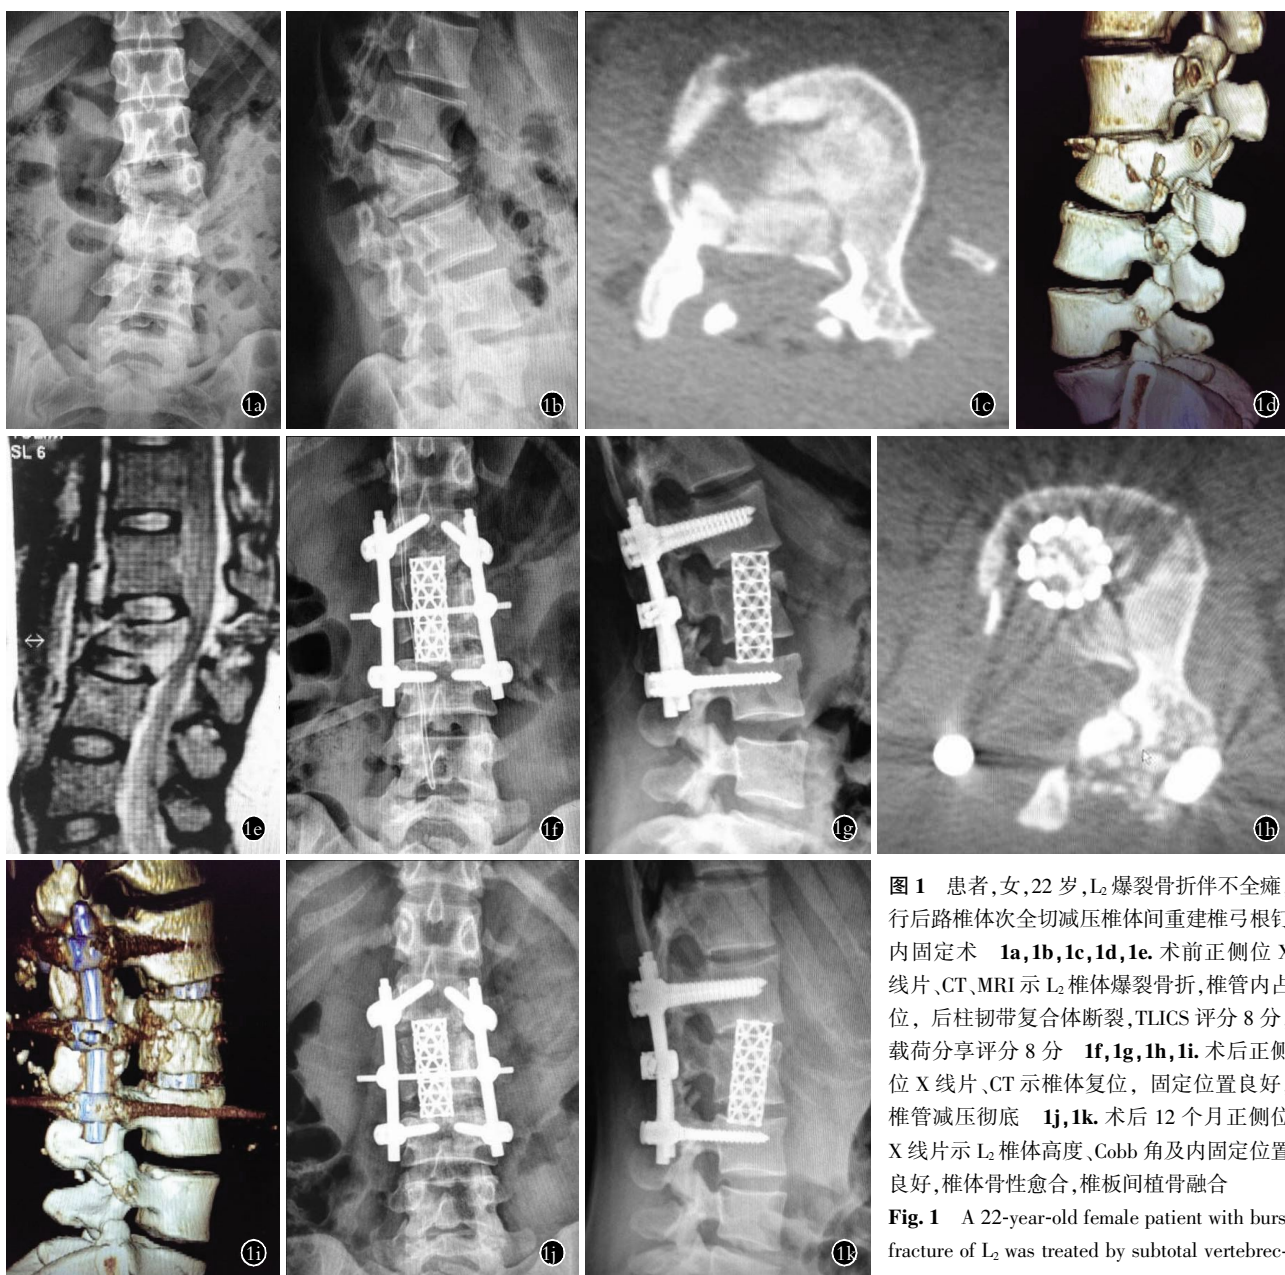 1a
1b
1c
1d
SL 6
1e
1f
1g
1h
1i
1j
1k
图 1 患者,女,22 岁,L₂ 爆裂骨折伴不全瘫
行后路椎体次全切减压椎体间重建椎弓根钉
内固定术 1a,1b,1c,1d,1e. 术前正侧位 X
线片、CT、MRI 示 L₂ 椎体爆裂骨折,椎管内占
位，后柱韧带复合体断裂,TLICS 评分 8 分
载荷分享评分 8 分 1f,1g,1h,1i. 术后正侧
位 X 线片、CT 示椎体复位，固定位置良好
椎管减压彻底 1j,1k. 术后 12 个月正侧位
X 线片示 L₂ 椎体高度、Cobb 角及内固定位置
良好,椎体骨性愈合,椎板间植骨融合
Fig. 1 A 22-year-old female patient with burs
fracture of L₂ was treated by subtotal vertebrec-